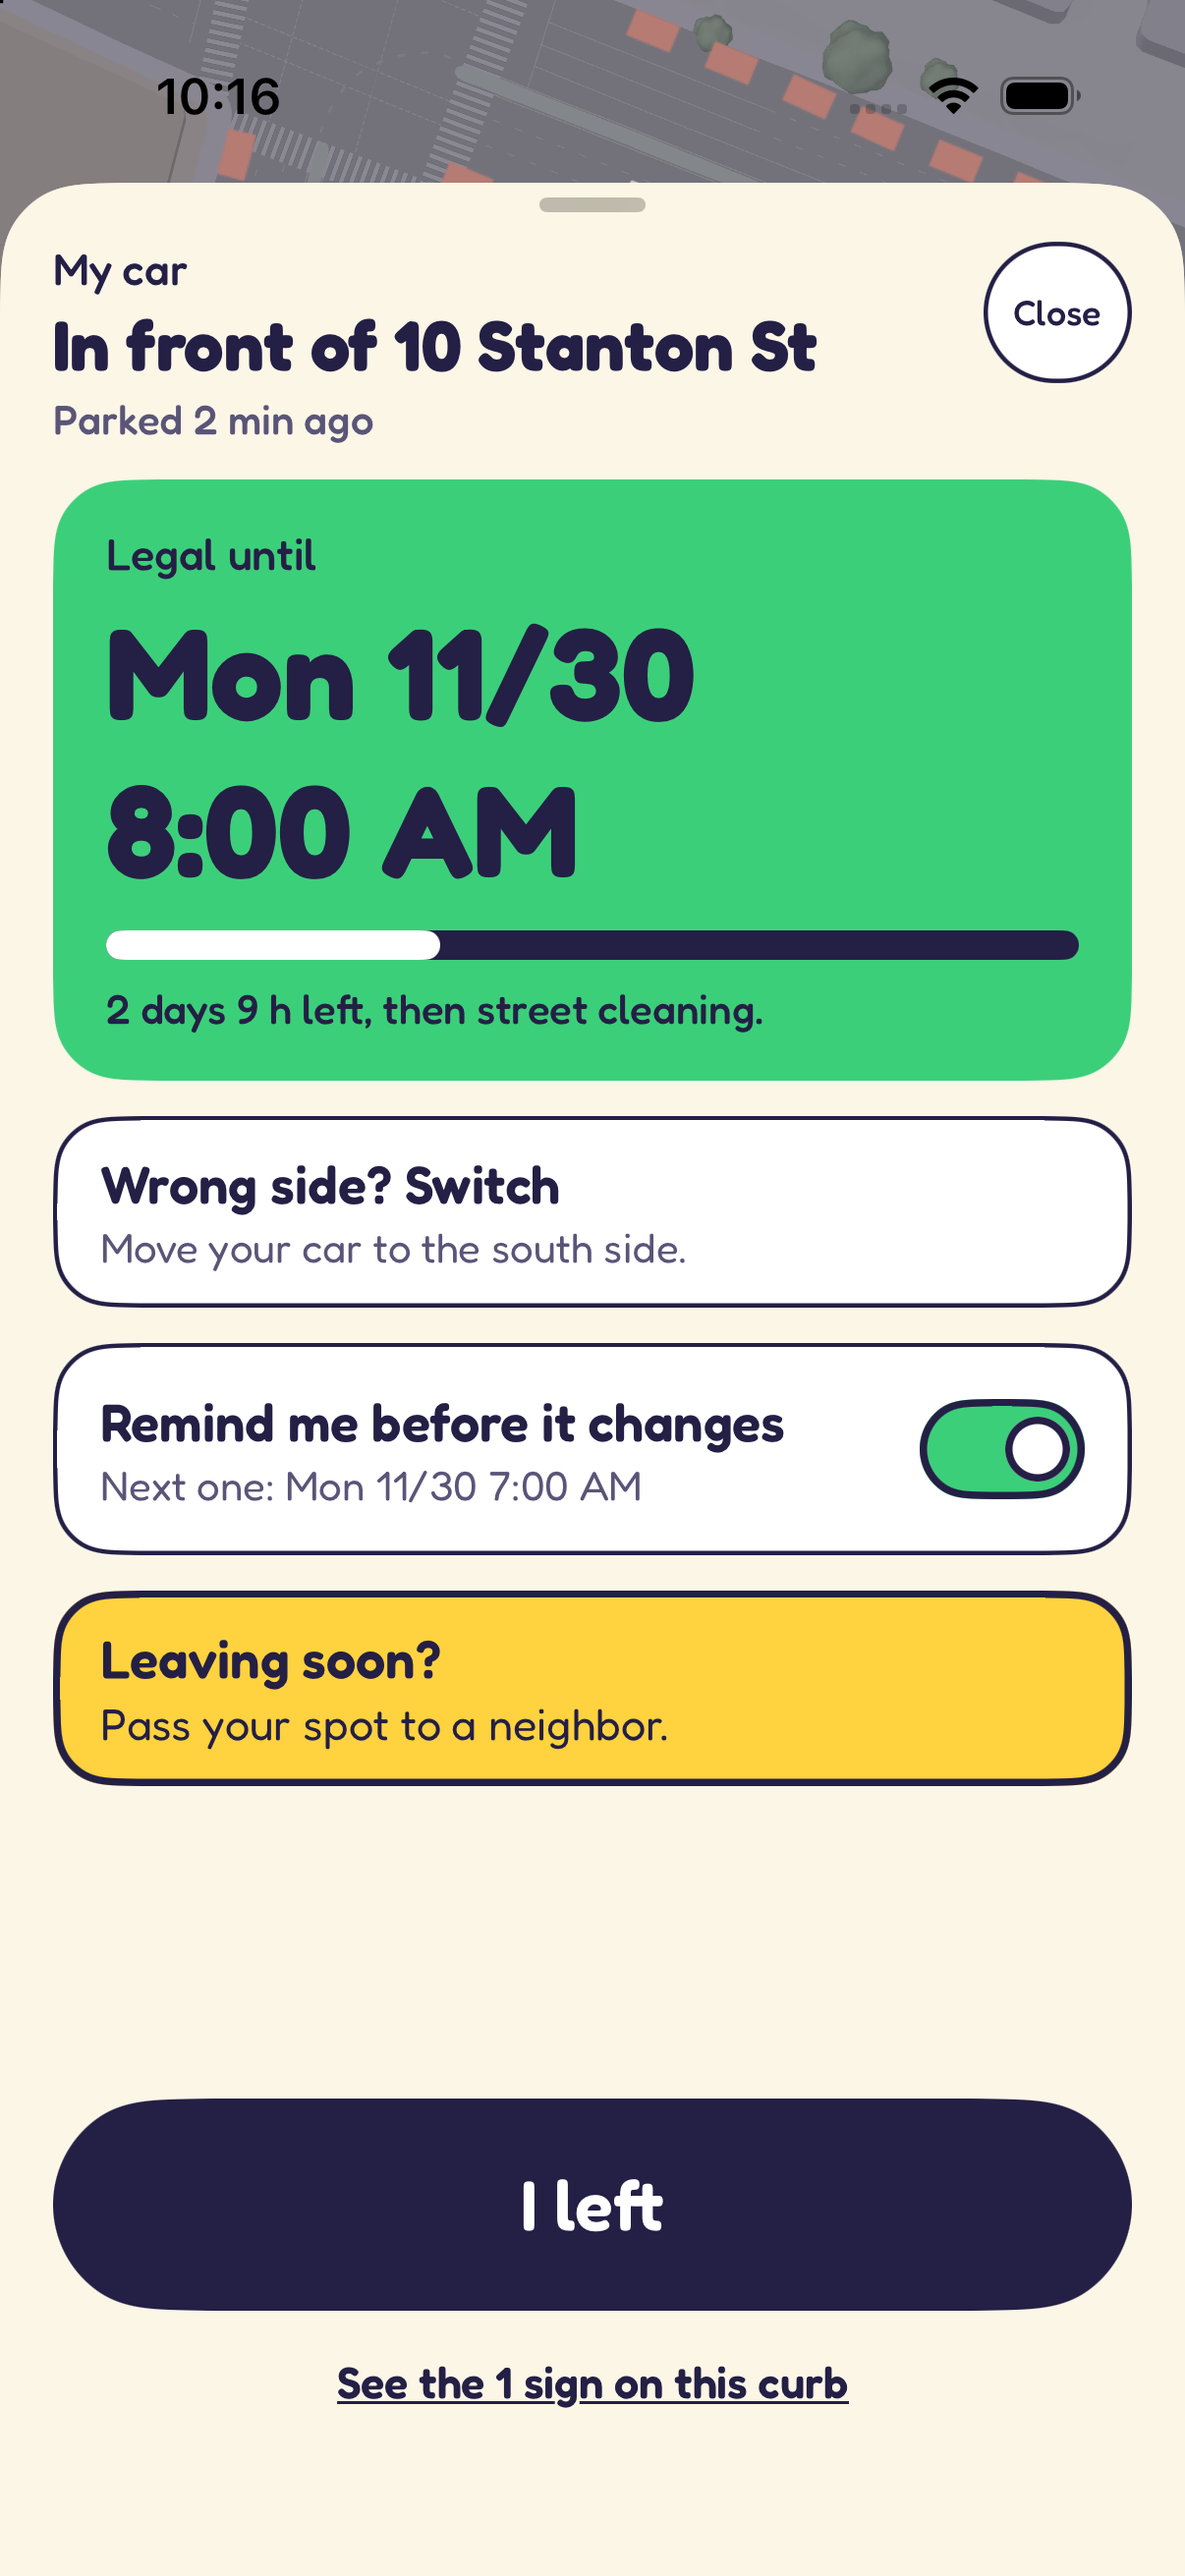 10:16
My car
In front of 10 Stanton St
Parked 2 min ago
Close
Legal until
Mon 11/30
8:00 AM
2 days 9 h left, then street cleaning.
Wrong side? Switch
Move your car to the south side.
Remind me before it changes
Next one: Mon 11/30 7:00 AM
Leaving soon?
Pass your spot to a neighbor.
I left
See the 1 sign on this curb